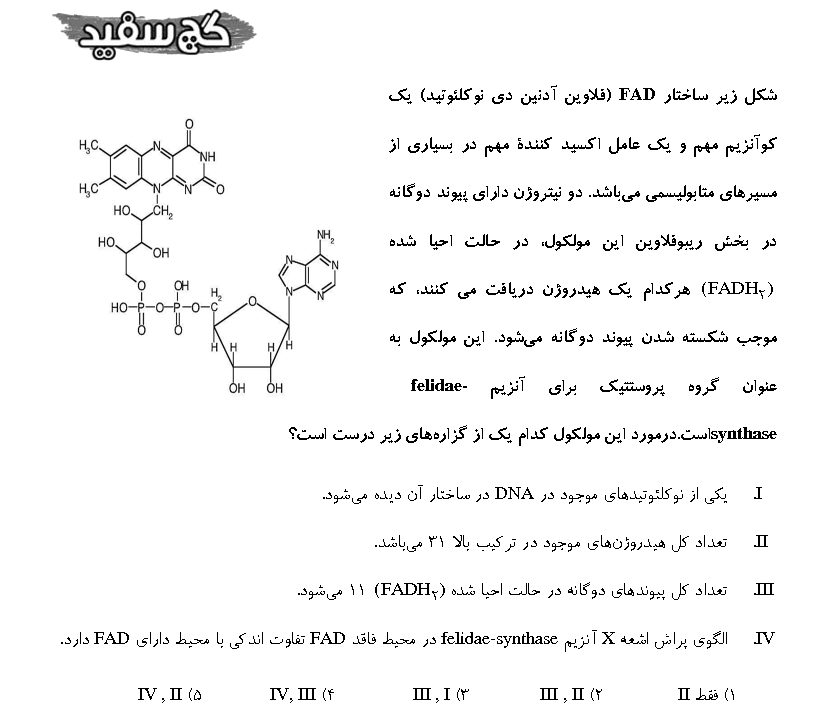 گچ سفید
شکل زیر ساختار FAD (فلاوین آدنین دی نوکلئوتید) یک
کوآنزیم مهم و یک عامل اکسید کنندهٔ مهم در بسیاری از
مسیرهای متابولیسمی می‌باشد. دو نیتروژن دارای پیوند دوگانه
در بخش ریبوفلاوین این مولکول، در حالت احیا شده
(FADH۲) هرکدام یک هیدروژن دریافت می کنند، که
موجب شکسته شدن پیوند دوگانه می‌شود. این مولکول به
عنوان گروه پروستتیک برای آنزیم felidae-
synthaseاست.درمورد این مولکول کدام یک از گزاره‌های زیر درست است؟
H3C N O NH
H3C N N O
HO CH2
HO OH
OH NH2
O OH H2 N N
HO-P-O-P-O-C O N N
O O H H H H
OH OH
I. یکی از نوکلئوتیدهای موجود در DNA در ساختار آن دیده می‌شود.
II. تعداد کل هیدروژن‌های موجود در ترکیب بالا ۳۱ می‌باشد.
III. تعداد کل پیوندهای دوگانه در حالت احیا شده (FADH۲) ۱۱ می‌شود.
IV. الگوی پراش اشعه X آنزیم felidae-synthase در محیط فاقد FAD تفاوت اندکی با محیط دارای FAD دارد.
۱) فقط II ۲) II , III ۳) I , III ۴) III ,IV ۵) II , IV